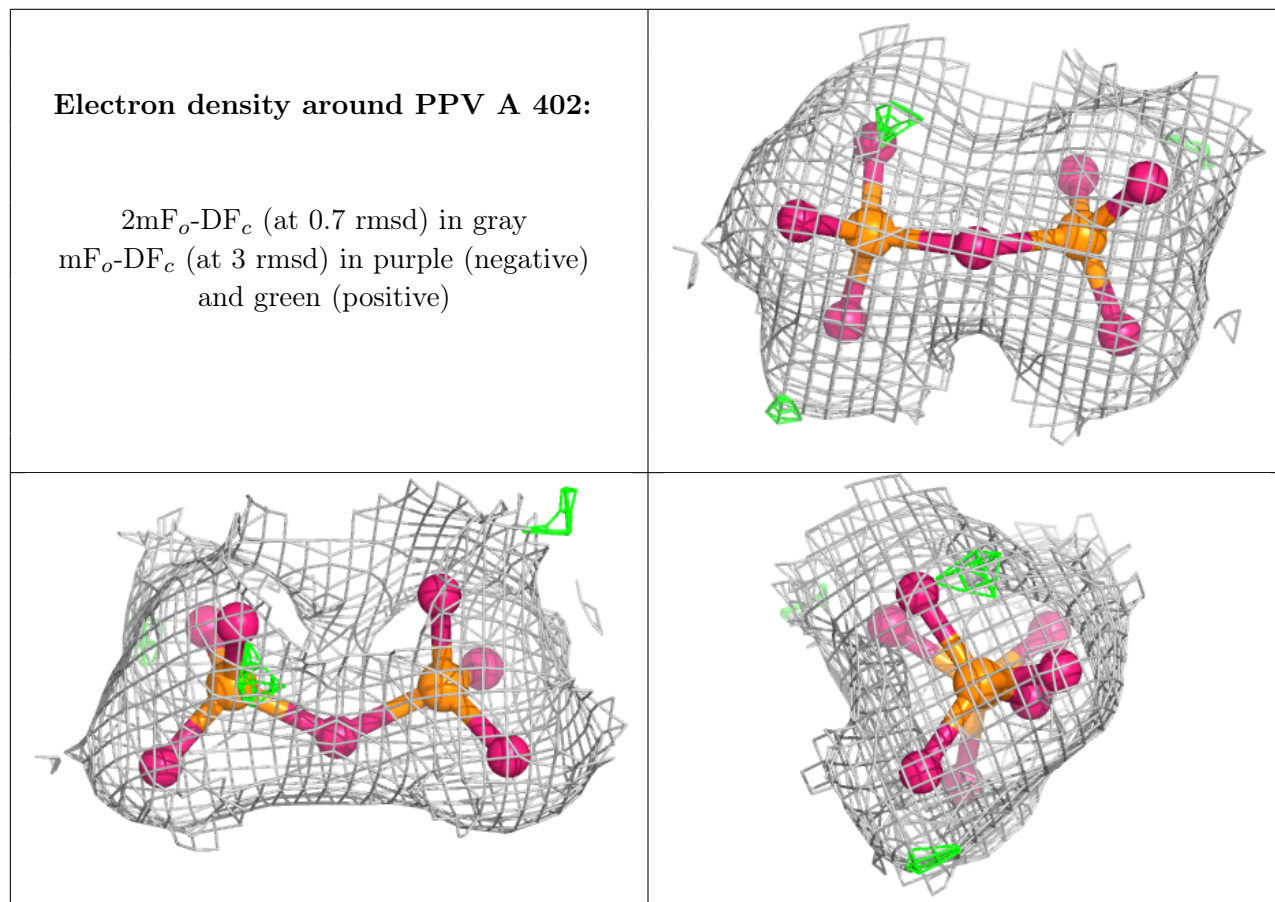 Electron density around PPV A 402:
2mFo-DFc (at 0.7 rmsd) in gray
mFo-DFc (at 3 rmsd) in purple (negative)
and green (positive)